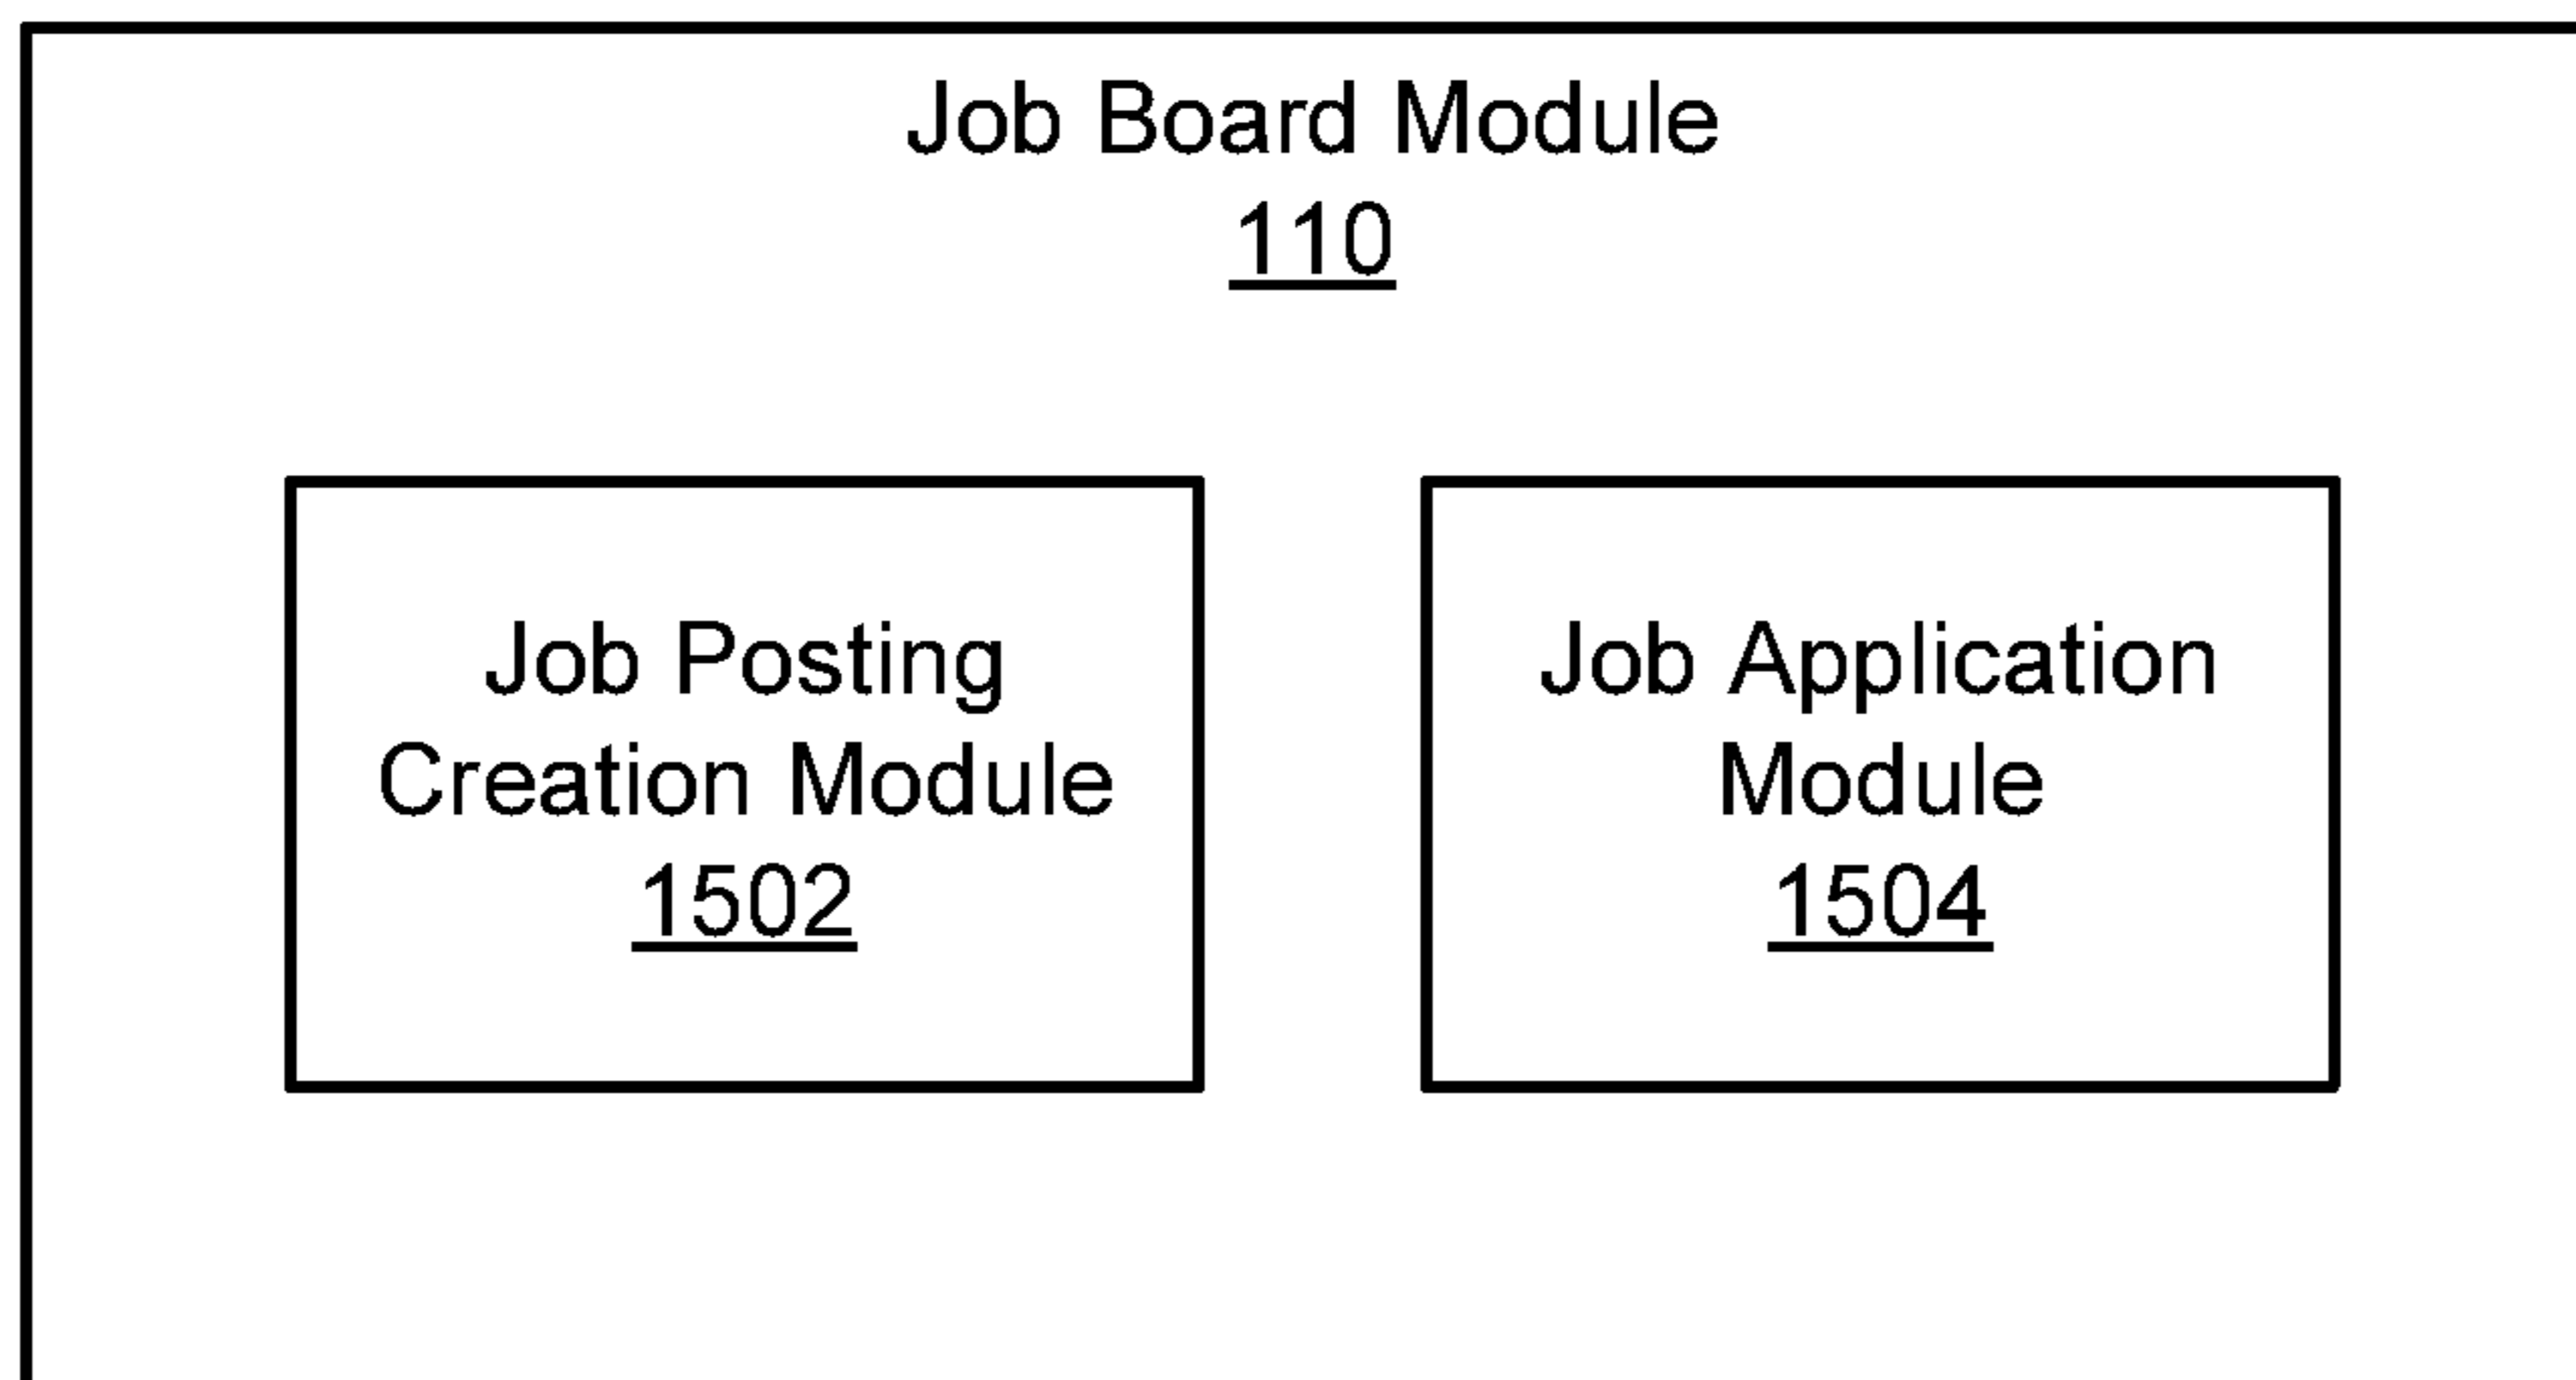 Job Board Module
110
Job Posting
Creation Module
1502
Job Application
Module
1504